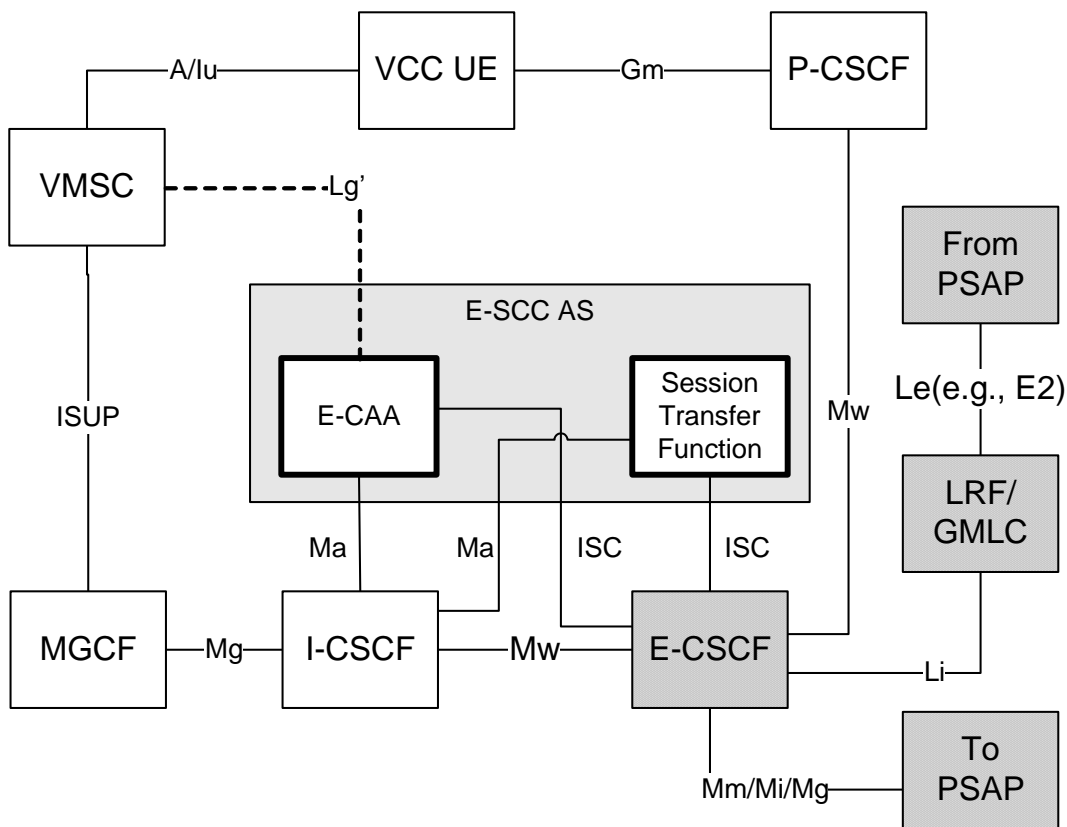 A/Iu
VCC UE
Gm
P-CSCF
VMSC
Lg’
From
PSAP
E-SCC AS
E-CAA
Session
Transfer
Function
ISUP
Mw
Le(e.g., E2)
LRF/
GMLC
Ma
Ma
ISC
ISC
MGCF
Mg
I-CSCF
Mw
E-CSCF
Li
To
PSAP
Mm/Mi/Mg